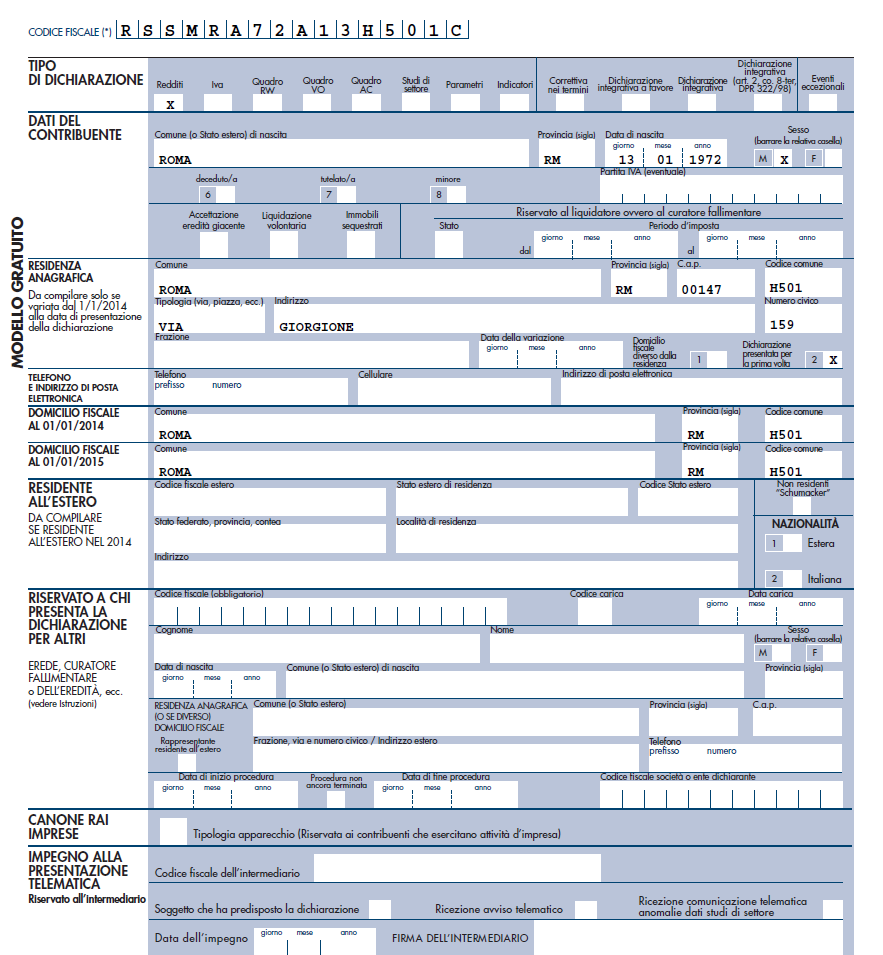 CODICE FISCALE (*) R S S M R A 7 2 A 1 3 H 5 0 1 C
TIPO
DI DICHIARAZIONE
Redditi
Iva
Quadro
RW
Quadro
VO
Quadro
AC
Studi di
settore
Parametri
Indicatori
Correttiva
nei termini
Dichiarazione
integrativa a favore
Dichiarazione
integrativa
Dichiarazione
integrativa
(art. 2, co. 8-ter,
DPR 322/98)
Eventi
eccezionali
X
DATI DEL
CONTRIBUENTE
Comune (o Stato estero) di nascita
Provincia (sigla)
Data di nascita
Sesso
(barrare la relativa casella)
giorno mese anno
ROMA
RM
13 01 1972
M X F
deceduto/a
tutelato/a
minore
Partita IVA (eventuale)
6
7
8
Accettazione
eredità giacente
Liquidazione
volontaria
Immobili
sequestrati
Riservato al liquidatore ovvero al curatore fallimentare
Stato
Periodo d'imposta
dal giorno mese anno
al giorno mese anno
MODELLO GRATUITO
RESIDENZA
ANAGRAFICA
Da compilare solo se
variata dal 1/1/2014
alla data di presentazione
della dichiarazione
Comune
Provincia (sigla)
C.a.p.
Codice comune
ROMA
RM
00147
H501
Tipologia (via, piazza, ecc.)
Indirizzo
Numero civico
VIA
GIORGIONE
159
Frazione
Data della variazione
giorno mese anno
Domicilio
fiscale
diverso dalla
residenza
1
Dichiarazione
presentata per
la prima volta
2 X
TELEFONO
E INDIRIZZO DI POSTA
ELETTRONICA
Telefono
prefisso numero
Cellulare
Indirizzo di posta elettronica
DOMICILIO FISCALE
AL 01/01/2014
Comune
Provincia (sigla)
Codice comune
ROMA
RM
H501
DOMICILIO FISCALE
AL 01/01/2015
Comune
Provincia (sigla)
Codice comune
ROMA
RM
H501
RESIDENTE
ALL'ESTERO
DA COMPILARE
SE RESIDENTE
ALL'ESTERO NEL 2014
Codice fiscale estero
Stato estero di residenza
Codice Stato estero
Non residenti
"Schumacker"
Stato federato, provincia, contea
Località di residenza
NAZIONALITÀ
1 Estera
Indirizzo
2 Italiana
RISERVATO A CHI
PRESENTA LA
DICHIARAZIONE
PER ALTRI
EREDE, CURATORE
FALLIMENTARE
o DELL'EREDITÀ, ecc.
(vedere Istruzioni)
Codice fiscale (obbligatorio)
Codice carica
Data carica
giorno mese anno
Cognome
Nome
Sesso
(barrare la relativa casella)
M F
Data di nascita
giorno mese anno
Comune (o Stato estero) di nascita
Provincia (sigla)
RESIDENZA ANAGRAFICA
(O SE DIVERSO)
DOMICILIO FISCALE
Comune (o Stato estero)
Provincia (sigla)
C.a.p.
Rappresentante
residente all'estero
Frazione, via e numero civico / Indirizzo estero
Telefono
prefisso numero
Data di inizio procedura
giorno mese anno
Procedura non
ancora terminata
Data di fine procedura
giorno mese anno
Codice fiscale società o ente dichiarante
CANONE RAI
IMPRESE
Tipologia apparecchio (Riservata ai contribuenti che esercitano attività d'impresa)
IMPEGNO ALLA
PRESENTAZIONE
TELEMATICA
Riservato all'intermediario
Codice fiscale dell'intermediario
Soggetto che ha predisposto la dichiarazione
Ricezione avviso telematico
Ricezione comunicazione telematica
anomalie dati studi di settore
Data dell'impegno
giorno mese anno
FIRMA DELL'INTERMEDIARIO